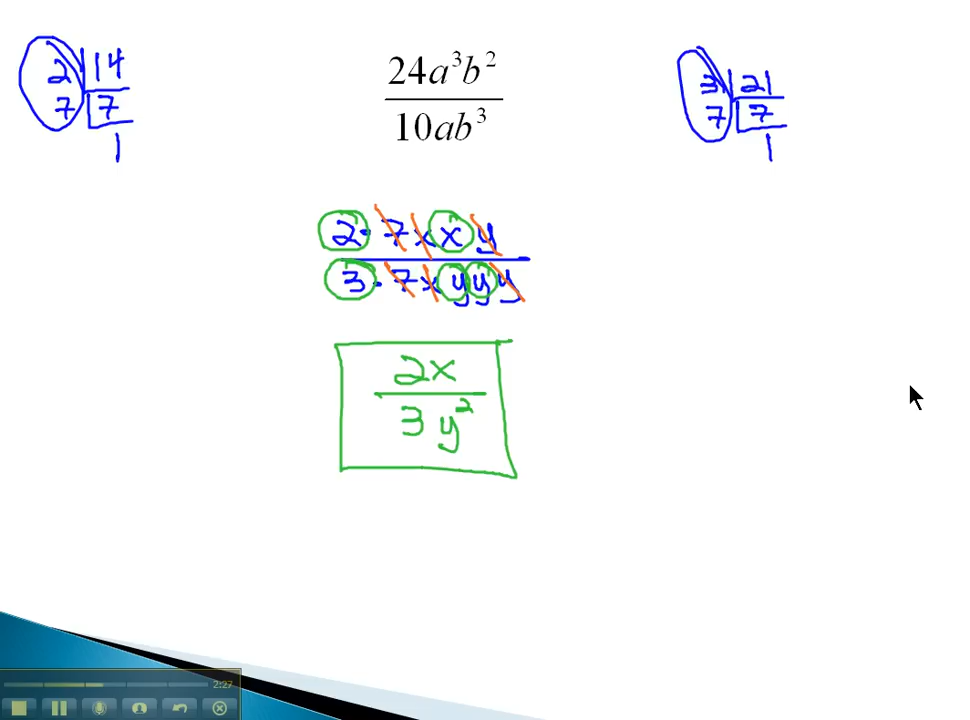 2 14
7 7
1
24a³b²
10ab³
3 21
7 7
1
2 · 7 x x y
3 · 7 x y y y
2x
3y²
2:27